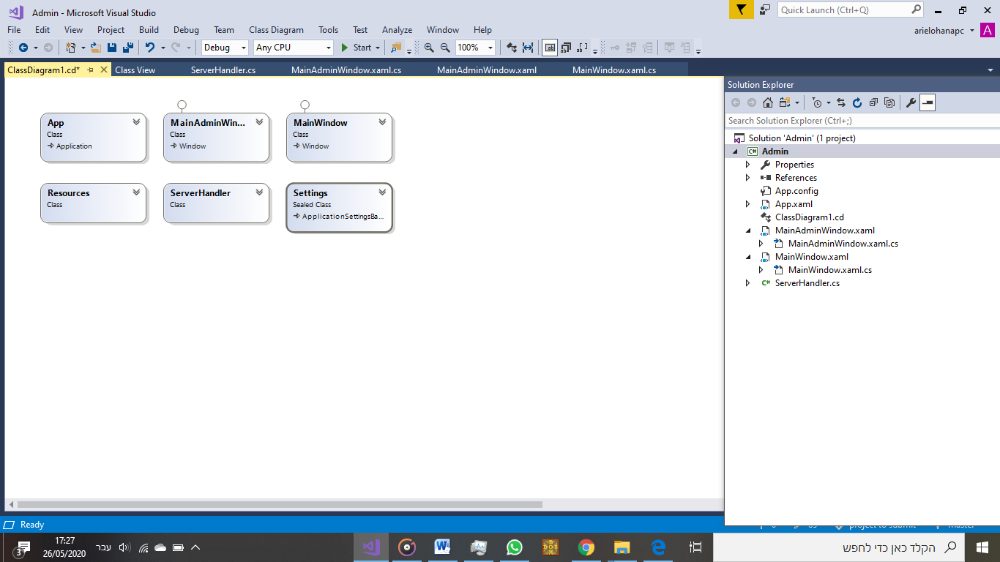 Admin - Microsoft Visual Studio
Quick Launch (Ctrl+Q)
File Edit View Project Build Debug Team Class Diagram Tools Test Analyze Window Help
arielohanapc A
Debug Any CPU Start 100%
ClassDiagram1.cd* Class View ServerHandler.cs MainAdminWindow.xaml.cs MainAdminWindow.xaml MainWindow.xaml.cs
App
Class
Application
MainAdminWin...
Class
Window
MainWindow
Class
Window
Resources
Class
ServerHandler
Class
Settings
Sealed Class
ApplicationSettingsBa...
Solution Explorer
Search Solution Explorer (Ctrl+;)
Solution 'Admin' (1 project)
C# Admin
Properties
References
App.config
App.xaml
ClassDiagram1.cd
MainAdminWindow.xaml
MainAdminWindow.xaml.cs
MainWindow.xaml
MainWindow.xaml.cs
C# ServerHandler.cs
Ready
3
17:27
26/05/2020
עבר
הקלד כאן כדי לחפש